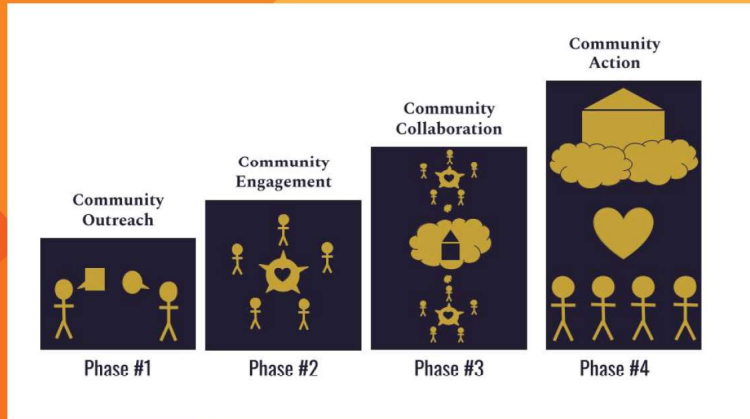 Community
Outreach
Phase #1
Community
Engagement
Phase #2
Community
Collaboration
Phase #3
Community
Action
Phase #4